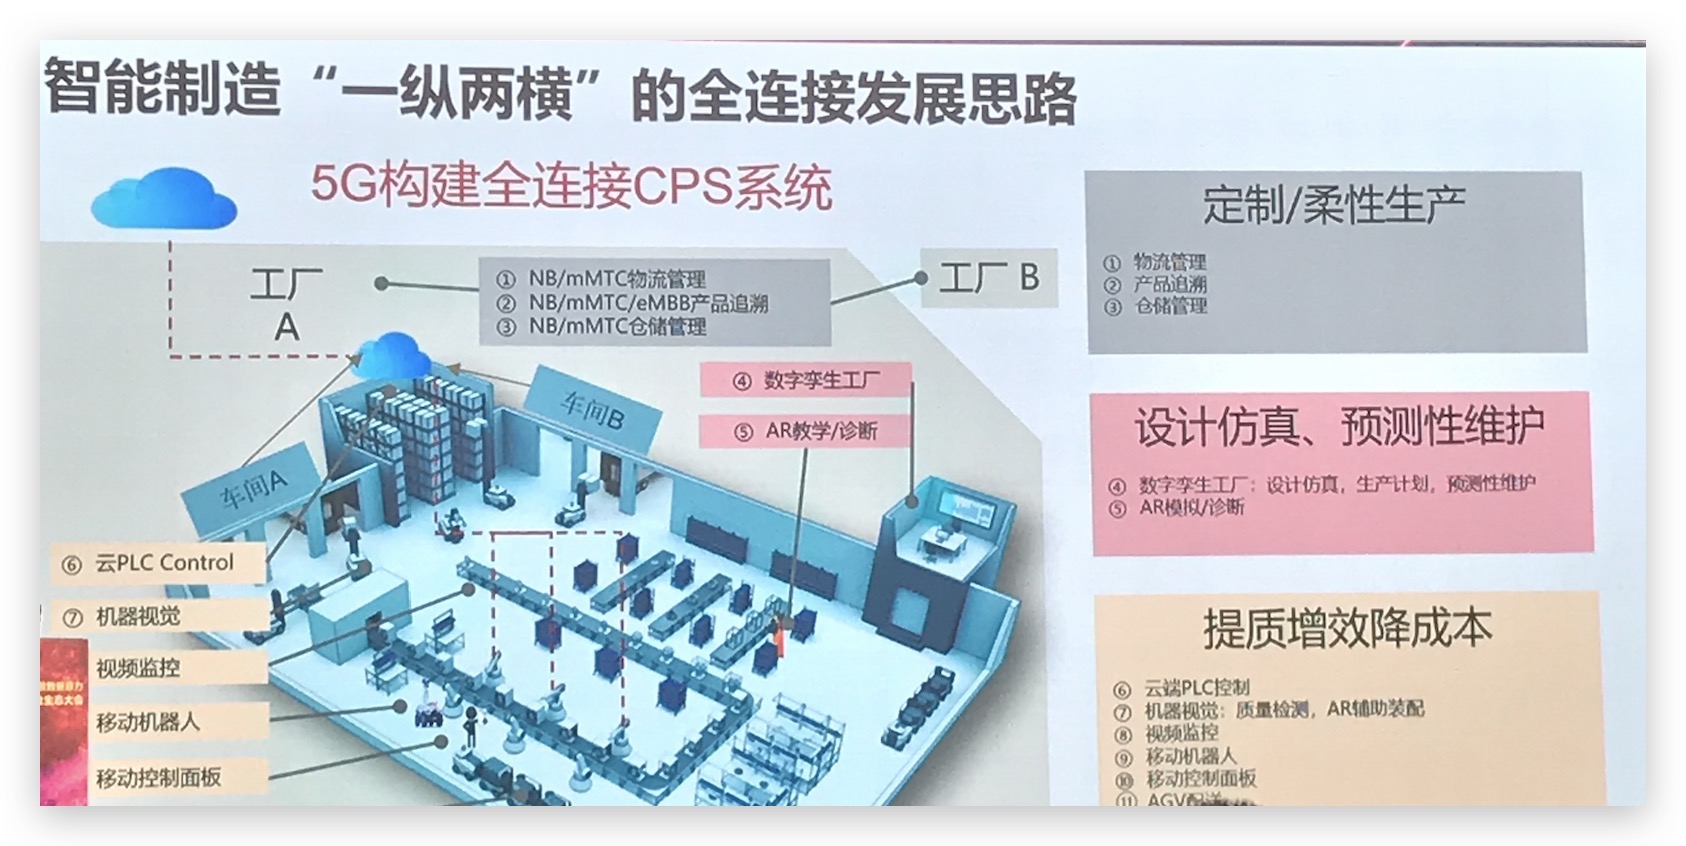 智能制造“一纵两横”的全连接发展思路
5G构建全连接CPS系统
工厂
A
① NB/mMTC物流管理
② NB/mMTC/eMBB产品追溯
③ NB/mMTC仓储管理
工厂 B
④ 数字孪生工厂
⑤ AR教学/诊断
车间B
车间A
⑥ 云PLC Control
⑦ 机器视觉
视频监控
移动机器人
移动控制面板
生态大会
定制/柔性生产
① 物流管理
② 产品追溯
③ 仓储管理
设计仿真、预测性维护
④ 数字孪生工厂：设计仿真，生产计划，预测性维护
⑤ AR模拟/诊断
提质增效降成本
⑥ 云端PLC控制
⑦ 机器视觉：质量检测，AR辅助装配
⑧ 视频监控
⑨ 移动机器人
⑩ 移动控制面板
⑪ AGV配送